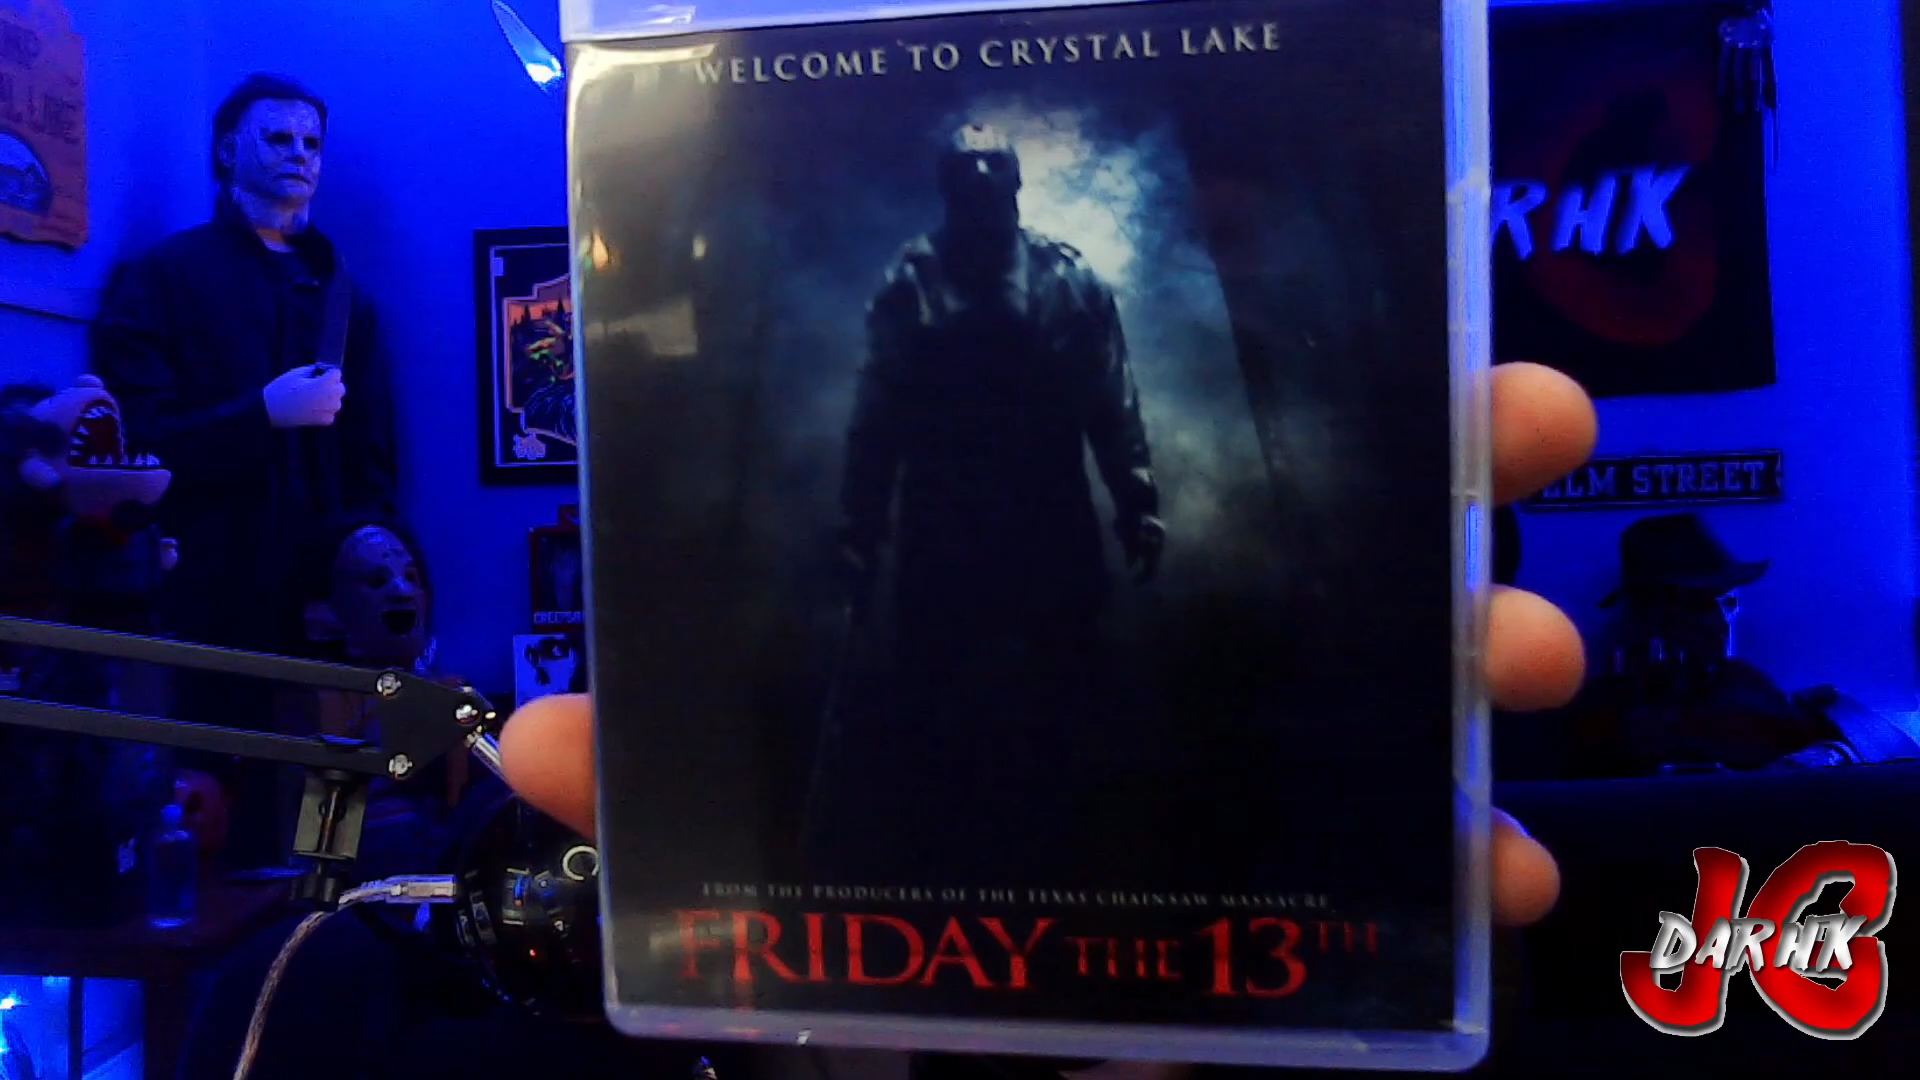 WELCOME TO CRYSTAL LAKE
RHK
ELM STREET
FROM THE PRODUCERS OF THE TEXAS CHAINSAW MASSACRE
FRIDAY THE 13TH
JC
DARHK